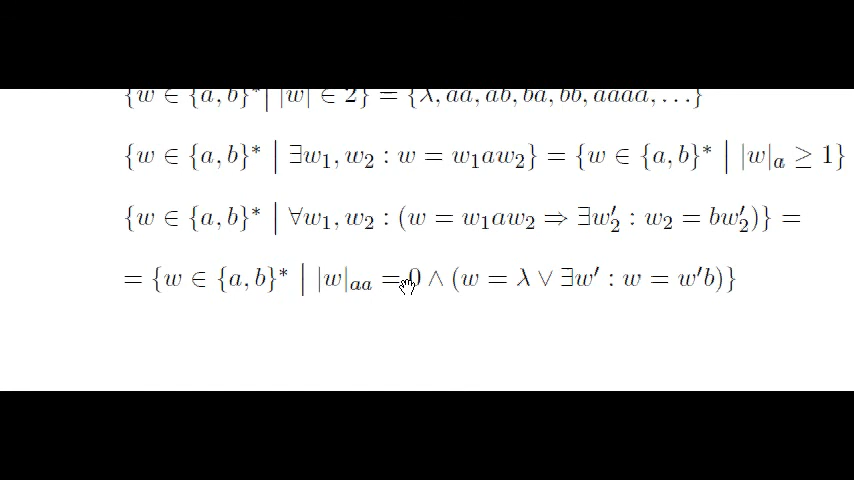 {w ∈ {a, b}* | |w| ∈ 2} = {λ, aa, ab, ba, bb, aaaa, . . .}
{w ∈ {a, b}* | ∃w₁, w₂ : w = w₁aw₂} = {w ∈ {a, b}* | |w|ₐ ≥ 1}
{w ∈ {a, b}* | ∀w₁, w₂ : (w = w₁aw₂ ⇒ ∃w′₂ : w₂ = bw′₂)} =
= {w ∈ {a, b}* | |w|ₐₐ = 0 ∧ (w = λ ∨ ∃w′ : w = w′b)}